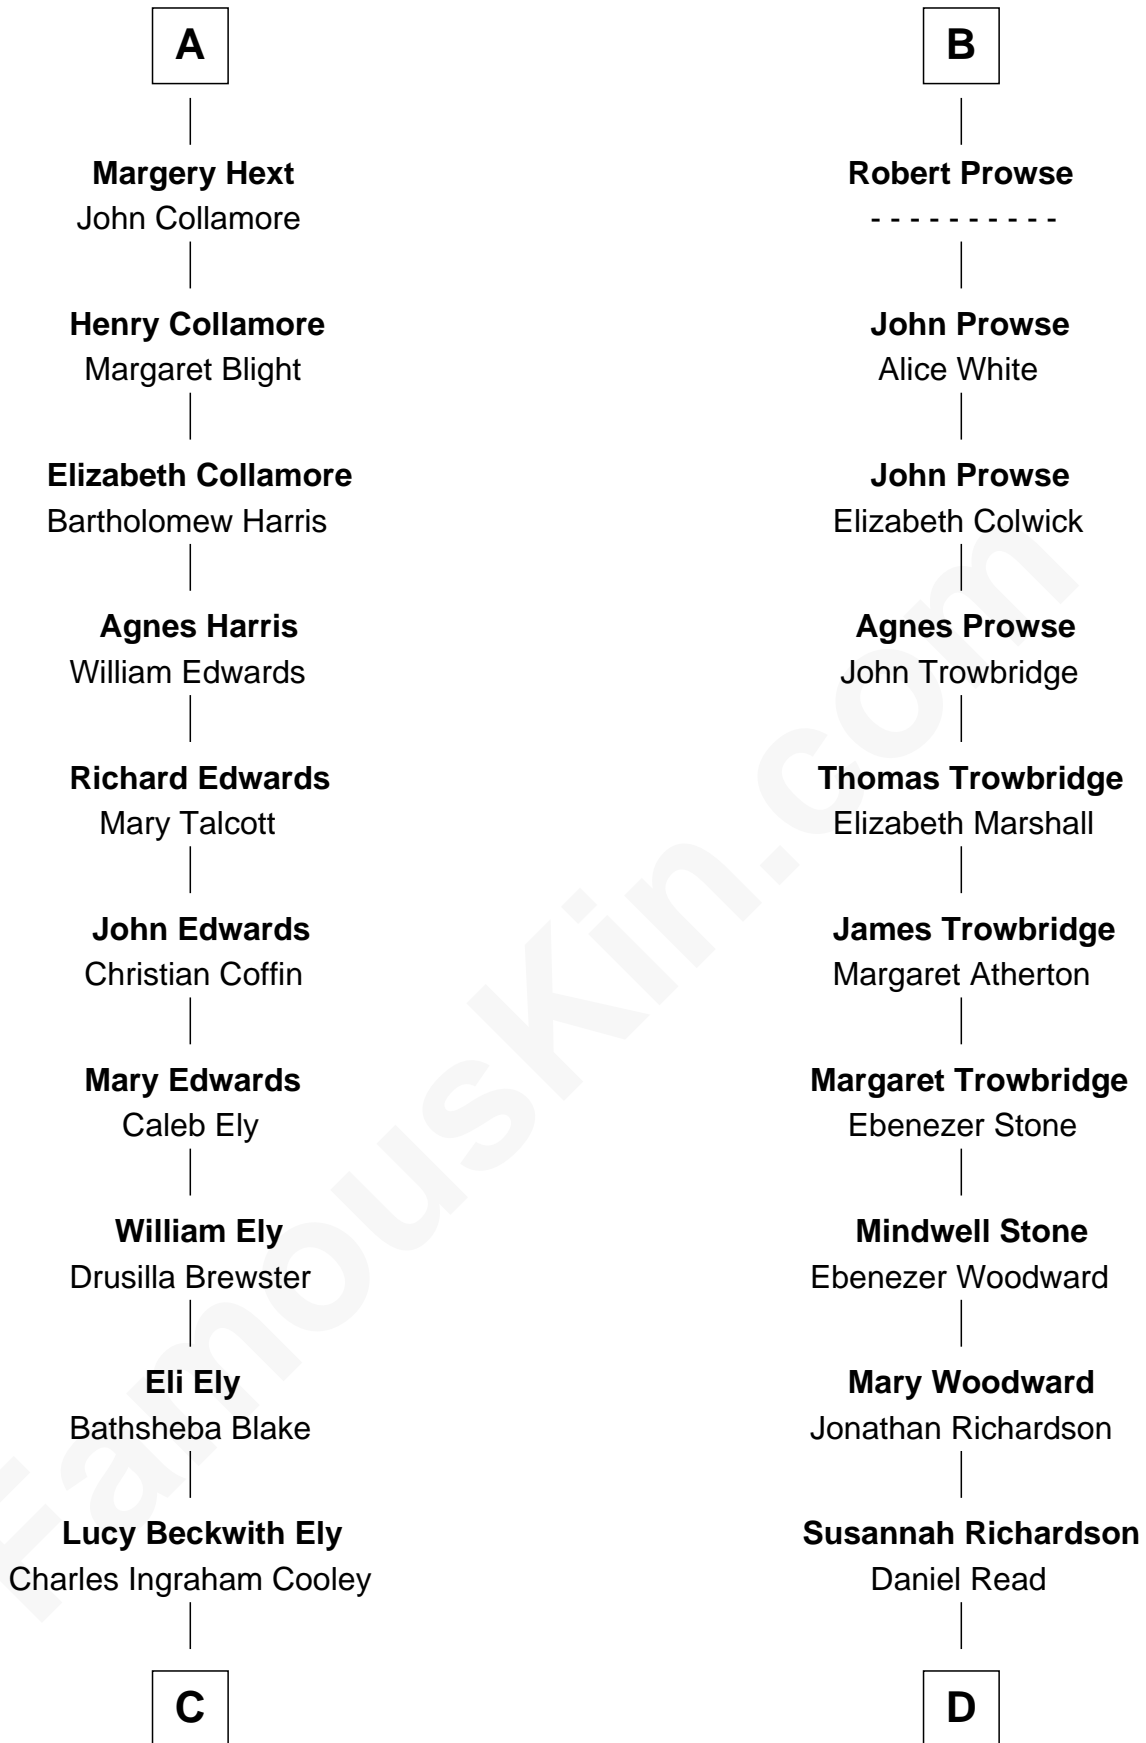 A
Margery Hext
John Collamore
Henry Collamore
Margaret Blight
Elizabeth Collamore
Bartholomew Harris
Agnes Harris
William Edwards
Richard Edwards
Mary Talcott
John Edwards
Christian Coffin
Mary Edwards
Caleb Ely
William Ely
Drusilla Brewster
Eli Ely
Bathsheba Blake
Lucy Beckwith Ely
Charles Ingraham Cooley
C
B
Robert Prowse
- - - - - - - - - -
John Prowse
Alice White
John Prowse
Elizabeth Colwick
Agnes Prowse
John Trowbridge
Thomas Trowbridge
Elizabeth Marshall
James Trowbridge
Margaret Atherton
Margaret Trowbridge
Ebenezer Stone
Mindwell Stone
Ebenezer Woodward
Mary Woodward
Jonathan Richardson
Susannah Richardson
Daniel Read
D
FamousKin.com